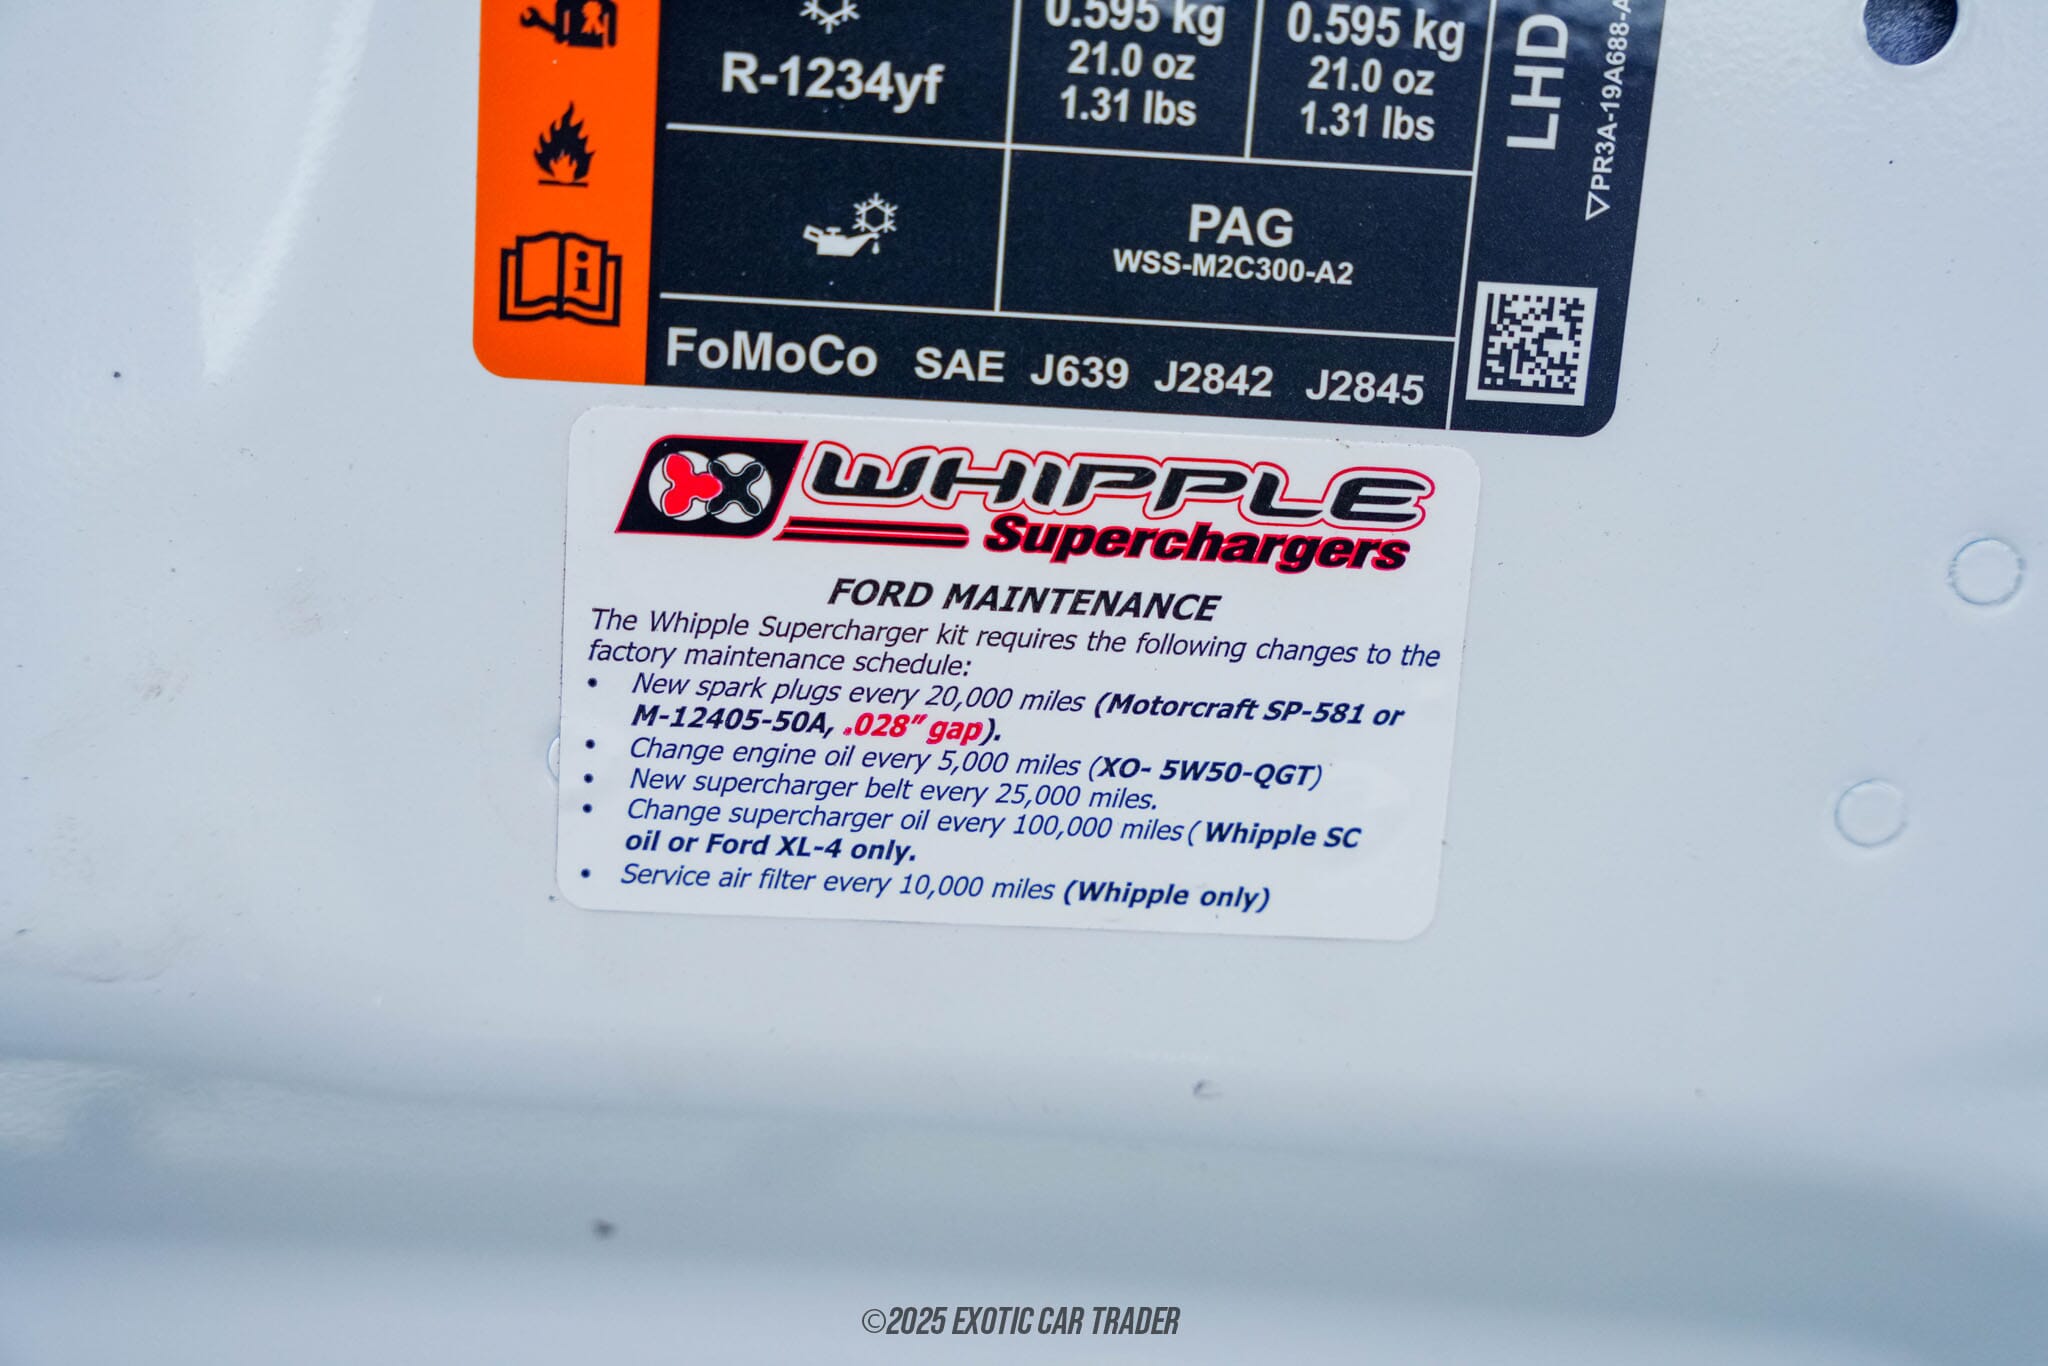 0.595 kg 0.595 kg
R-1234yf 21.0 oz 21.0 oz
1.31 lbs 1.31 lbs
LHD
PR3A-19A688-A
PAG
WSS-M2C300-A2
FoMoCo SAE J639 J2842 J2845
WHIPPLE
Superchargers
FORD MAINTENANCE
The Whipple Supercharger kit requires the following changes to the
factory maintenance schedule:
• New spark plugs every 20,000 miles (Motorcraft SP-581 or
M-12405-50A, .028" gap).
• Change engine oil every 5,000 miles (XO- 5W50-QGT)
• New supercharger belt every 25,000 miles.
• Change supercharger oil every 100,000 miles( Whipple SC
oil or Ford XL-4 only.
• Service air filter every 10,000 miles (Whipple only)
©2025 EXOTIC CAR TRADER